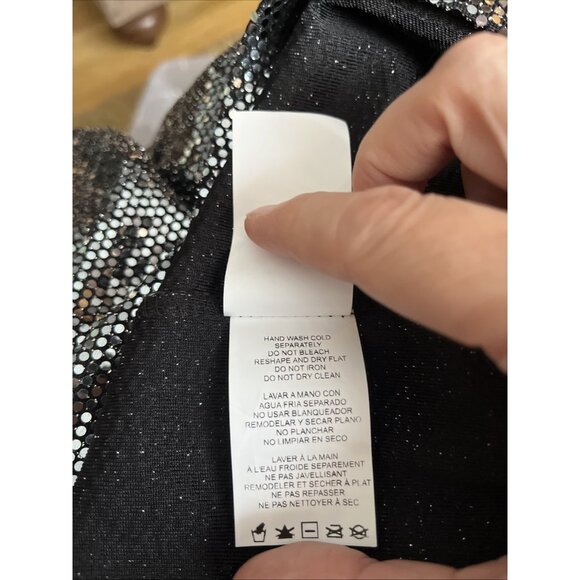 HAND WASH COLD
SEPARATELY
DO NOT BLEACH
RESHAPE AND DRY FLAT
DO NOT IRON
DO NOT DRY CLEAN
LAVAR A MANO CON
AGUA FRIA SEPARADO
NO USAR BLANQUEADOR
REMODELAR Y SECAR PLANO
NO PLANCHAR
NO LIMPIAR EN SECO
LAVER À LA MAIN
A L'EAU FROIDE SEPAREMENT
NE PAS JAVELLISANT
REMODELER ET SÈCHER À PLAT
NE PAS REPASSER
NE PAS NETTOYER À SEC